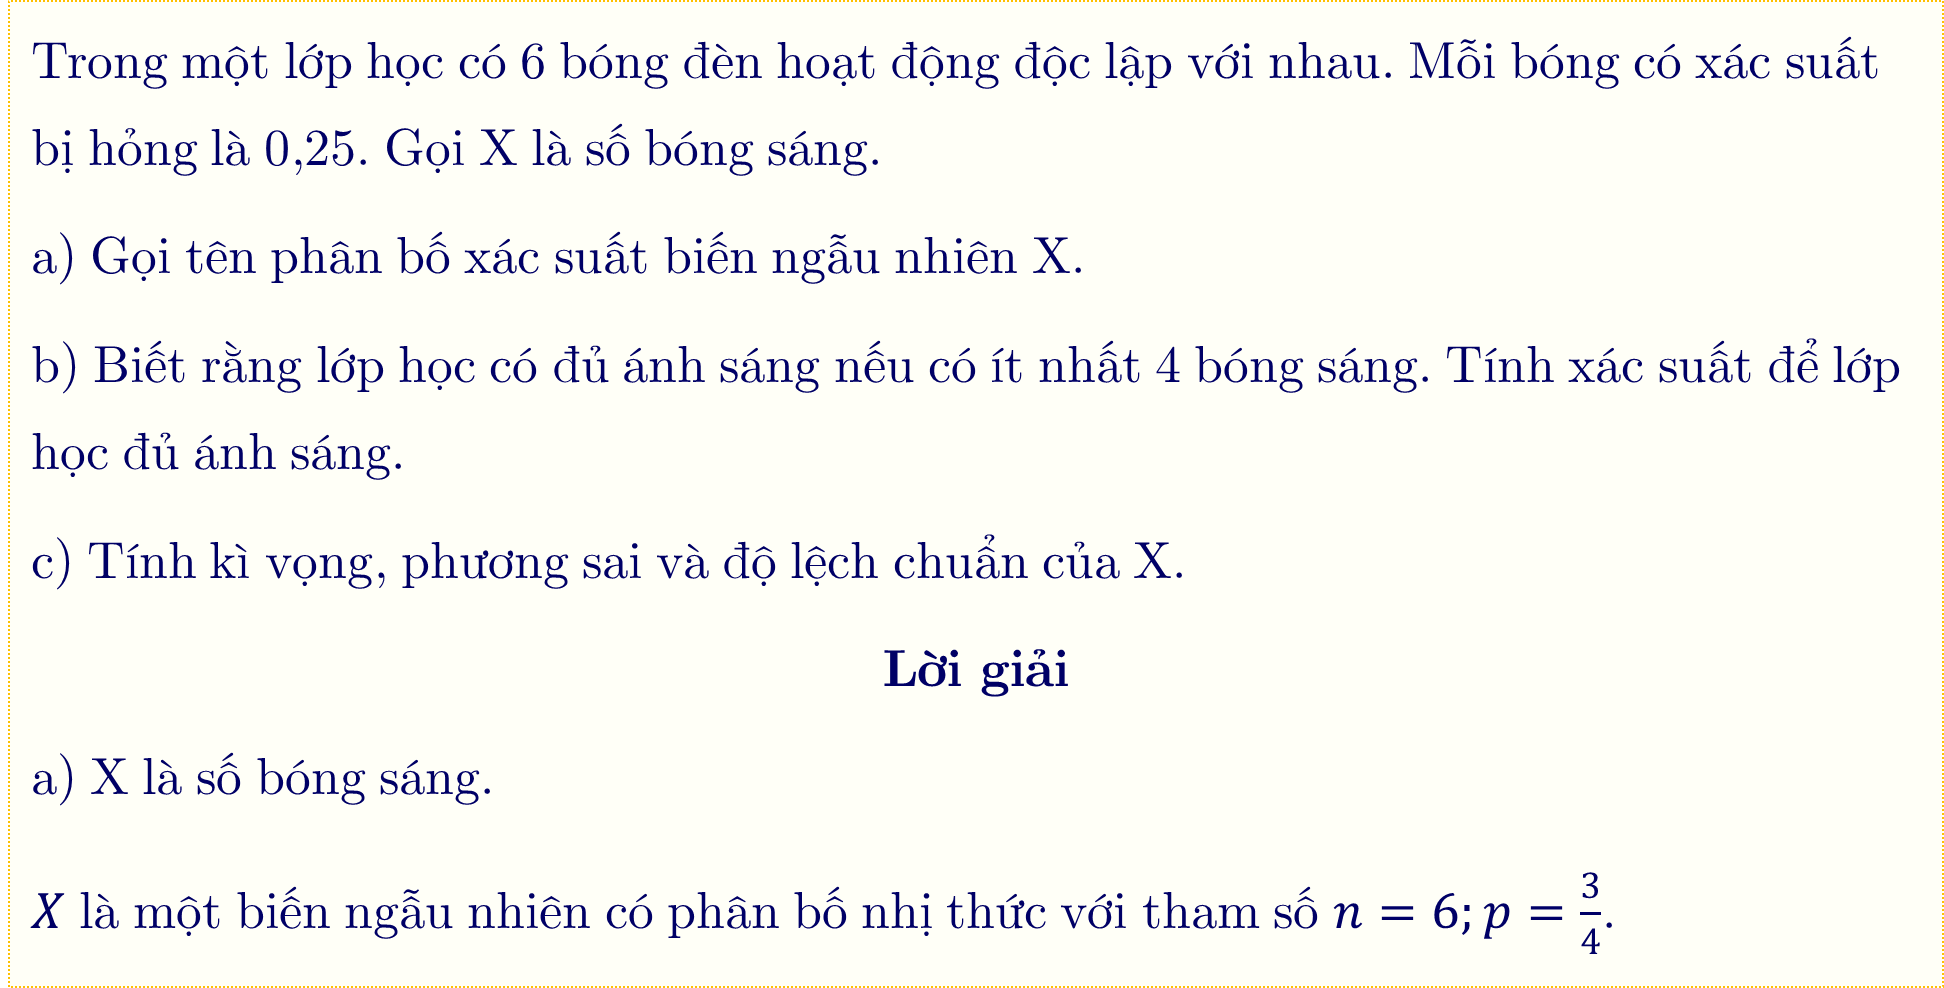 Trong một lớp học có 6 bóng đèn hoạt động độc lập với nhau. Mỗi bóng có xác suất
bị hỏng là 0,25. Gọi X là số bóng sáng.
a) Gọi tên phân bố xác suất biến ngẫu nhiên X.
b) Biết rằng lớp học có đủ ánh sáng nếu có ít nhất 4 bóng sáng. Tính xác suất để lớp
học đủ ánh sáng.
c) Tính kì vọng, phương sai và độ lệch chuẩn của X.
Lời giải
a) X là số bóng sáng.
X là một biến ngẫu nhiên có phân bố nhị thức với tham số n = 6; p = 3/4.